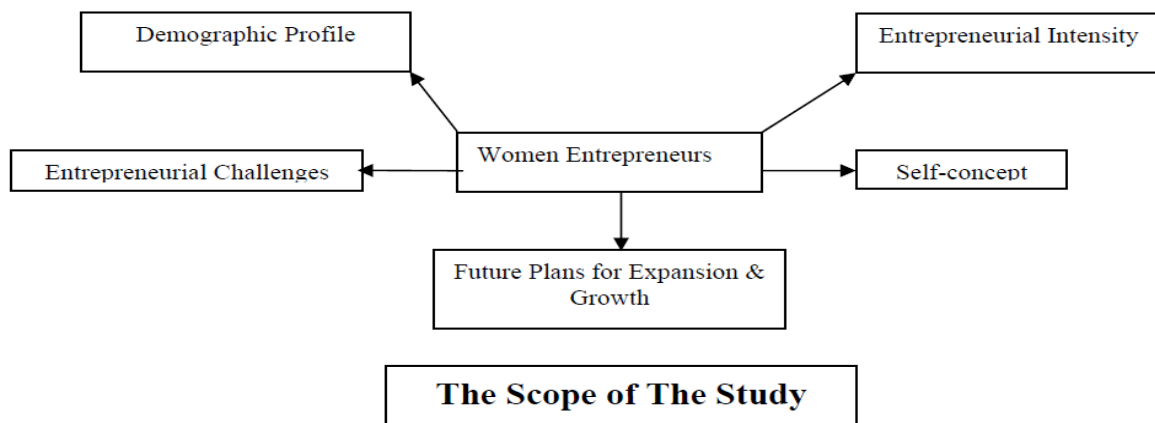 Demographic Profile
Entrepreneurial Intensity
Women Entrepreneurs
Entrepreneurial Challenges
Self-concept
Future Plans for Expansion &
Growth
The Scope of The Study